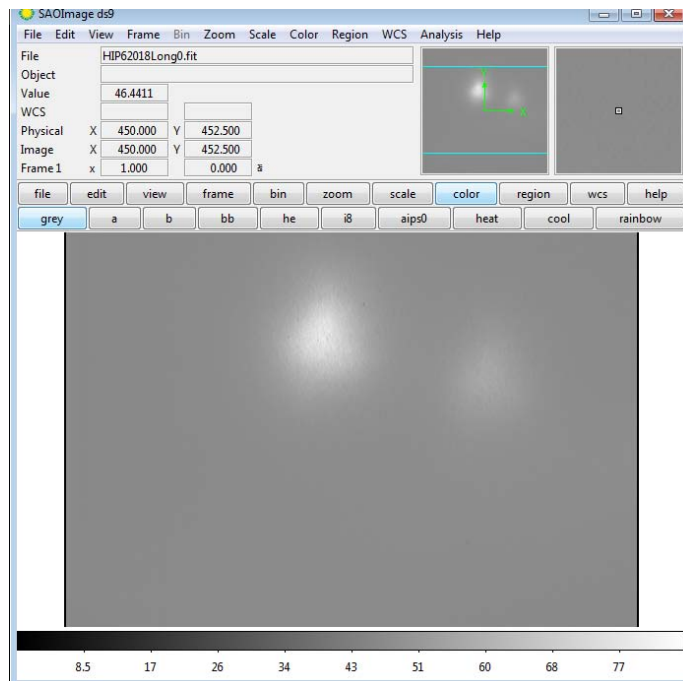 SAOImage ds9
File Edit View Frame Bin Zoom Scale Color Region WCS Analysis Help
File HIP62018Long0.fit
Object
Value 46.4411
WCS
Physical X 450.000 Y 452.500
Image X 450.000 Y 452.500
Frame1 x 1.000 0.000
Y
X
file edit view frame bin zoom scale color region wcs help
grey a b bb he i8 aips0 heat cool rainbow
8.5 17 26 34 43 51 60 68 77